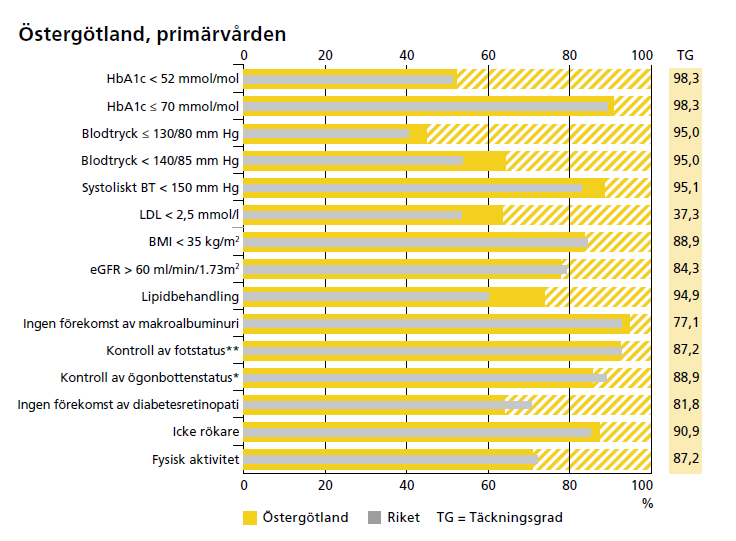 Östergötland, primärvården
0 20 40 60 80 100 TG
HbA1c < 52 mmol/mol 98,3
HbA1c ≤ 70 mmol/mol 98,3
Blodtryck ≤ 130/80 mm Hg 95,0
Blodtryck < 140/85 mm Hg 95,0
Systoliskt BT < 150 mm Hg 95,1
LDL < 2,5 mmol/l 37,3
BMI < 35 kg/m² 88,9
eGFR > 60 ml/min/1.73m² 84,3
Lipidbehandling 94,9
Ingen förekomst av makroalbuminuri 77,1
Kontroll av fotstatus** 87,2
Kontroll av ögonbottenstatus* 88,9
Ingen förekomst av diabetesretinopati 81,8
Icke rökare 90,9
Fysisk aktivitet 87,2
0 20 40 60 80 100
%
Östergötland Riket TG = Täckningsgrad